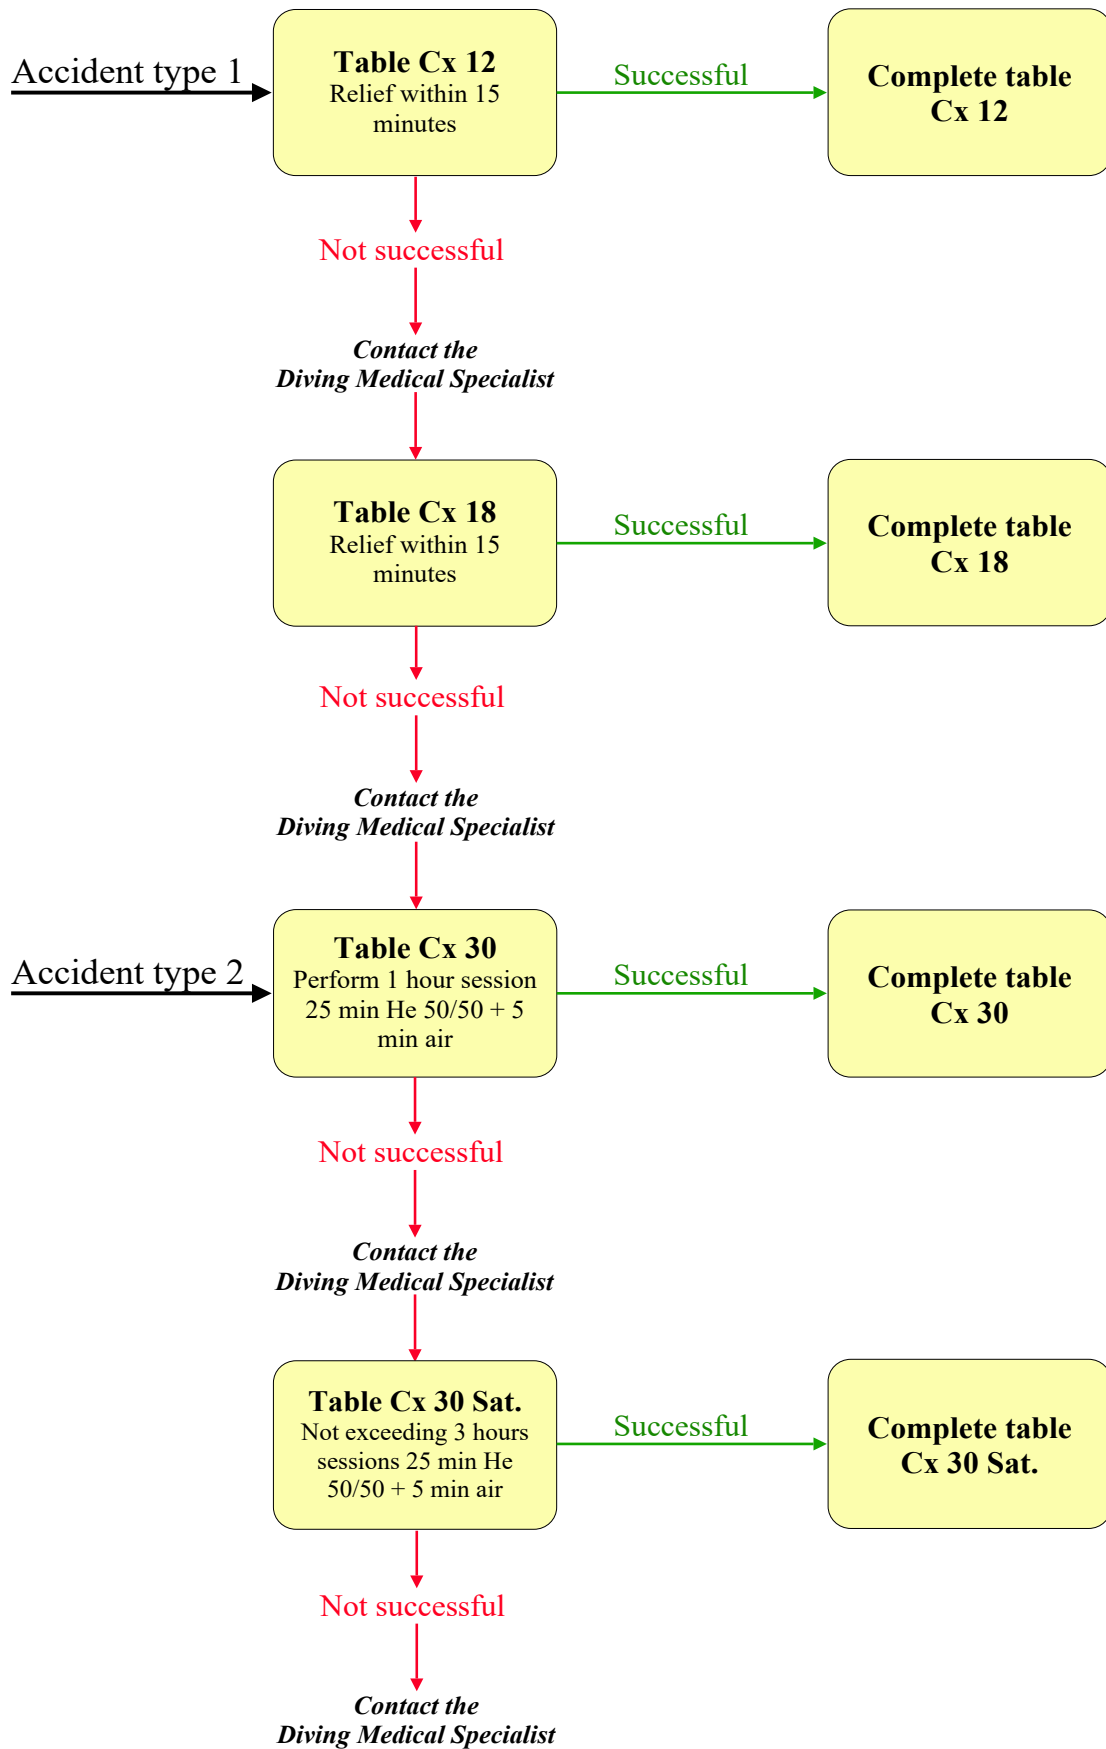 Accident type 1
Table Cx 12
Relief within 15
minutes
Successful
Complete table
Cx 12
Not successful
Contact the
Diving Medical Specialist
Table Cx 18
Relief within 15
minutes
Successful
Complete table
Cx 18
Not successful
Contact the
Diving Medical Specialist
Accident type 2
Table Cx 30
Perform 1 hour session
25 min He 50/50 + 5
min air
Successful
Complete table
Cx 30
Not successful
Contact the
Diving Medical Specialist
Table Cx 30 Sat.
Not exceeding 3 hours
sessions 25 min He
50/50 + 5 min air
Successful
Complete table
Cx 30 Sat.
Not successful
Contact the
Diving Medical Specialist